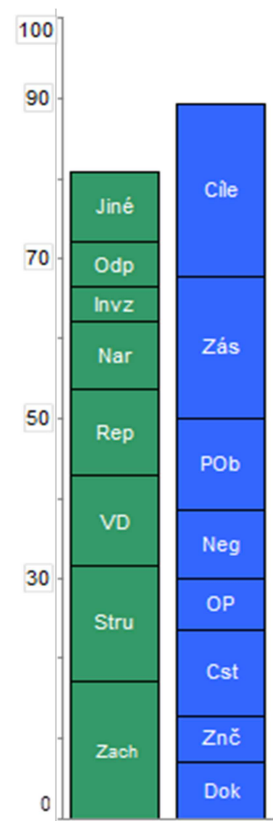 100
90
70
50
30
0
Jiné
Odp
Invz
Nar
Rep
VD
Stru
Zach
Cíle
Zás
POb
Neg
OP
Cst
Znč
Dok